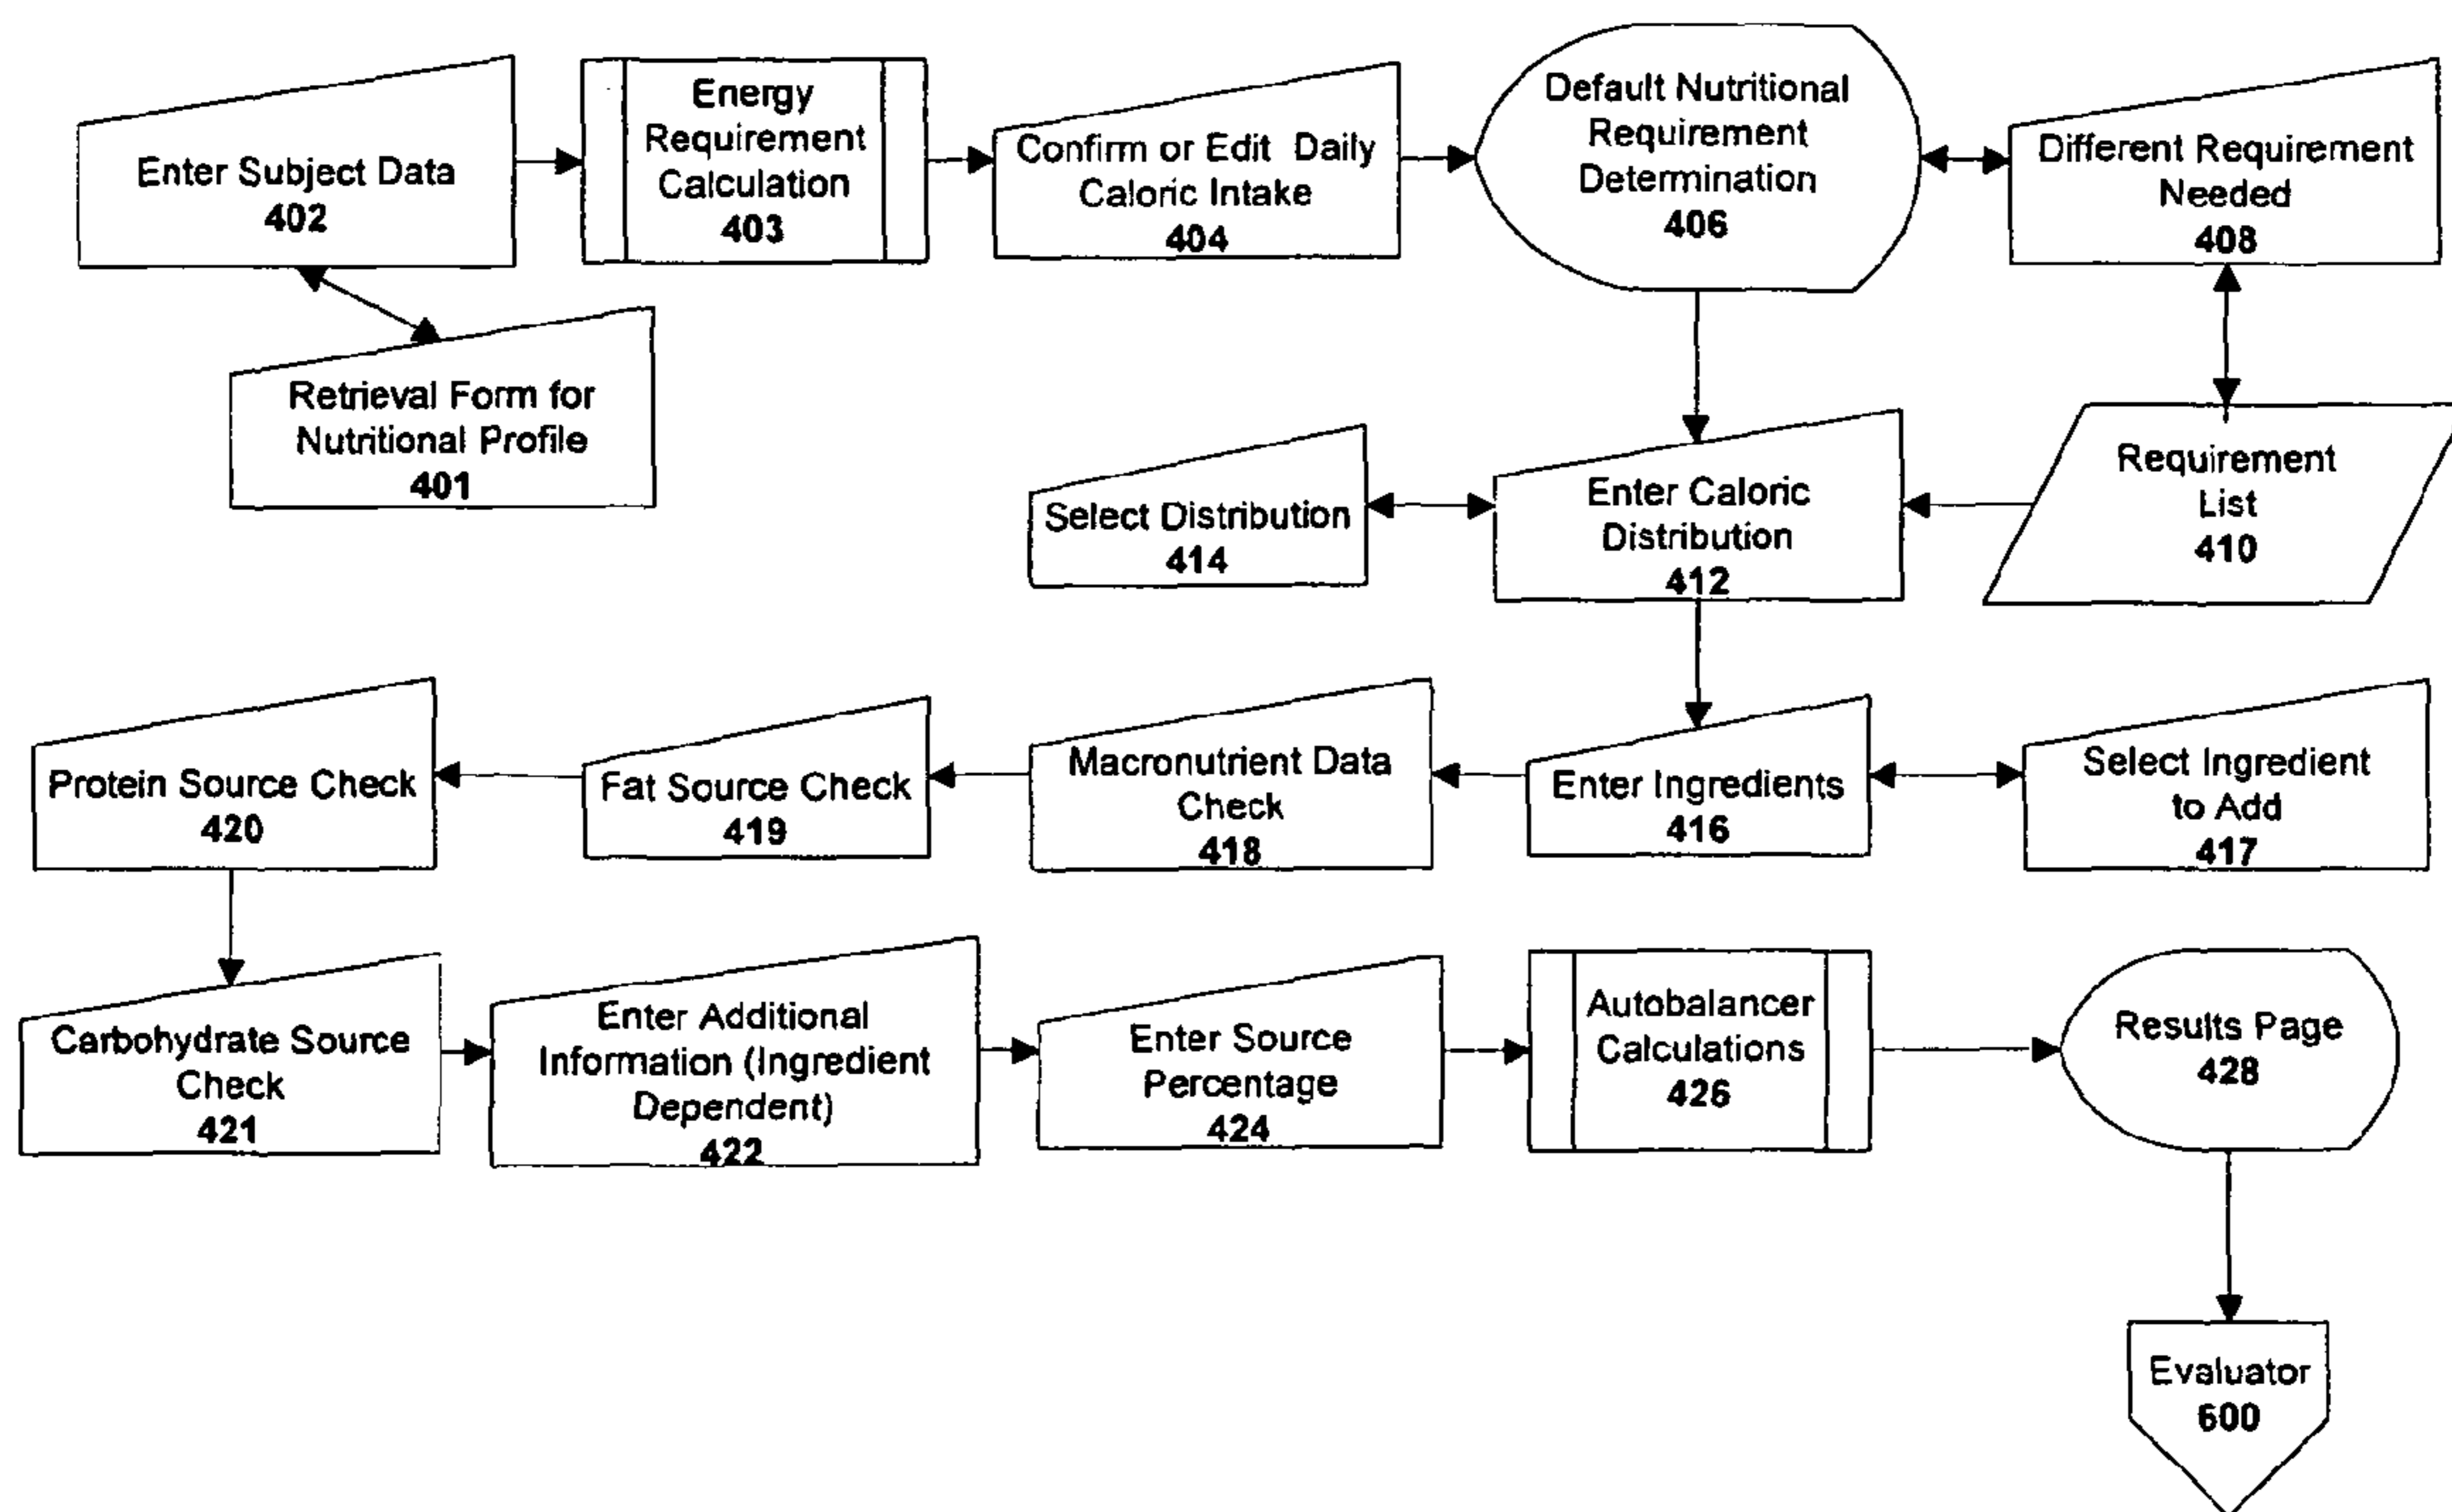 Enter Subject Data
402
Energy
Requirement
Calculation
403
Confirm or Edit Daily
Caloric Intake
404
Default Nutritional
Requirement
Determination
406
Different Requirement
Needed
408
Retrieval Form for
Nutritional Profile
401
Select Distribution
414
Enter Caloric
Distribution
412
Requirement
List
410
Protein Source Check
420
Fat Source Check
419
Macronutrient Data
Check
418
Enter Ingredients
416
Select Ingredient
to Add
417
Carbohydrate Source
Check
421
Enter Additional
Information (Ingredient
Dependent)
422
Enter Source
Percentage
424
Autobalancer
Calculations
426
Results Page
428
Evaluator
600